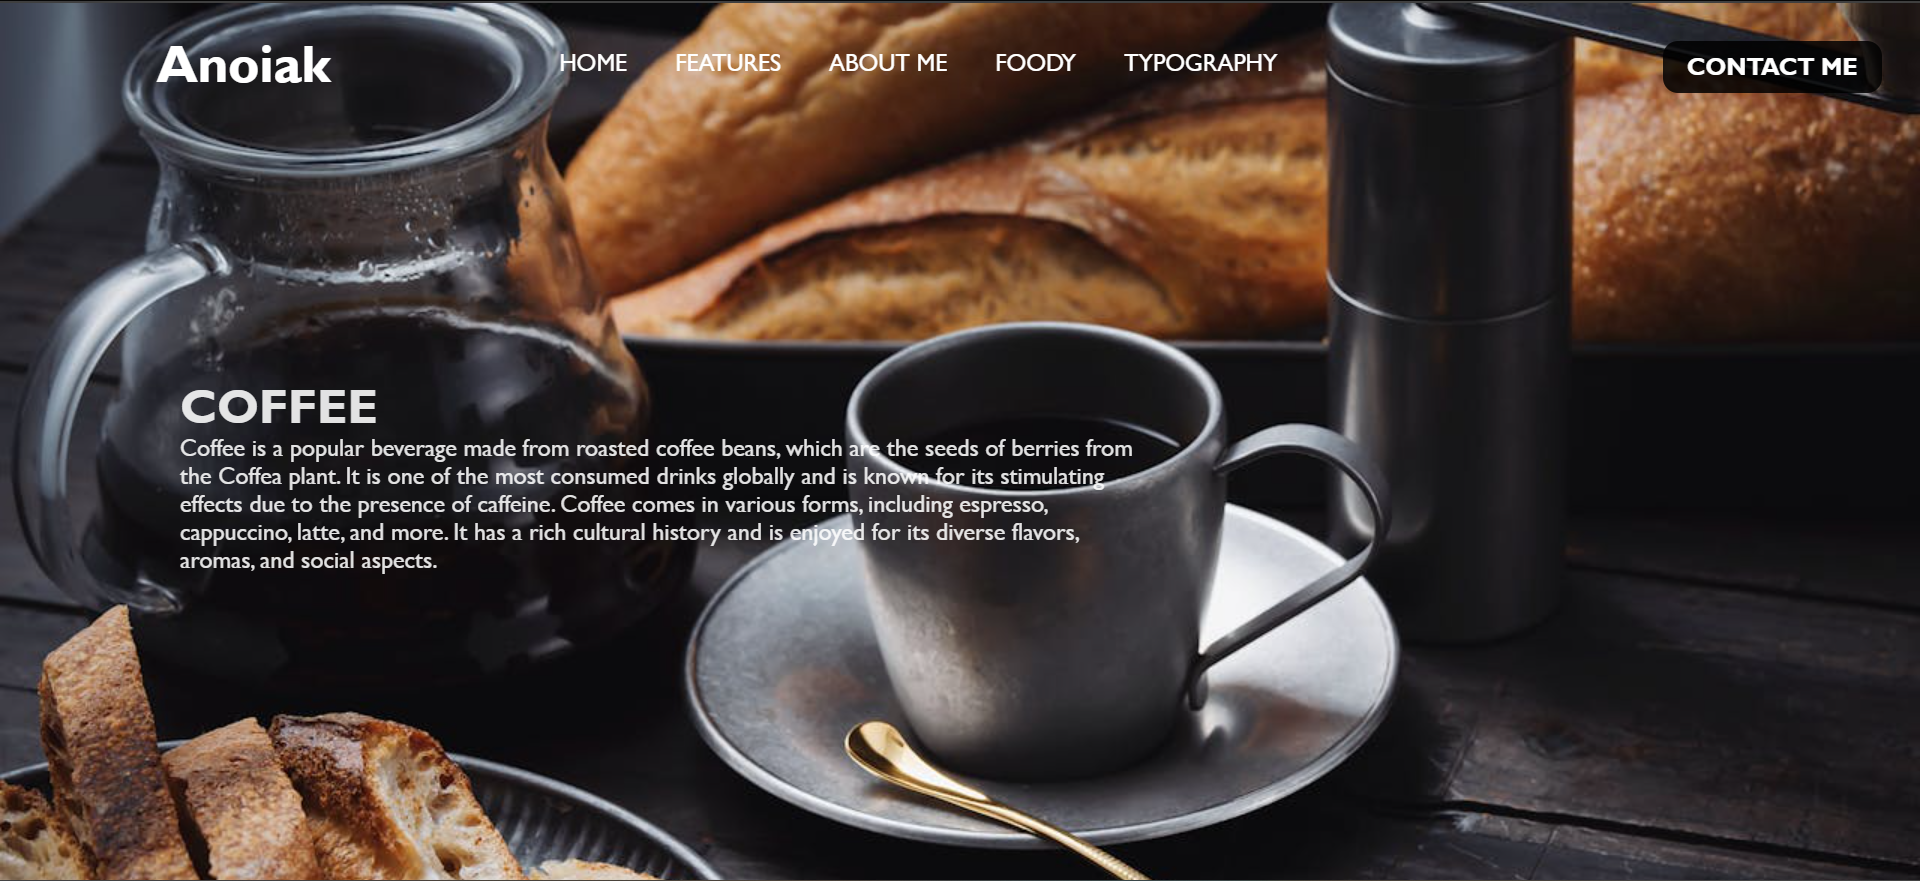 Anoiak
HOME FEATURES ABOUT ME FOODY TYPOGRAPHY
CONTACT ME
COFFEE
Coffee is a popular beverage made from roasted coffee beans, which are the seeds of berries from
the Coffea plant. It is one of the most consumed drinks globally and is known for its stimulating
effects due to the presence of caffeine. Coffee comes in various forms, including espresso,
cappuccino, latte, and more. It has a rich cultural history and is enjoyed for its diverse flavors,
aromas, and social aspects.